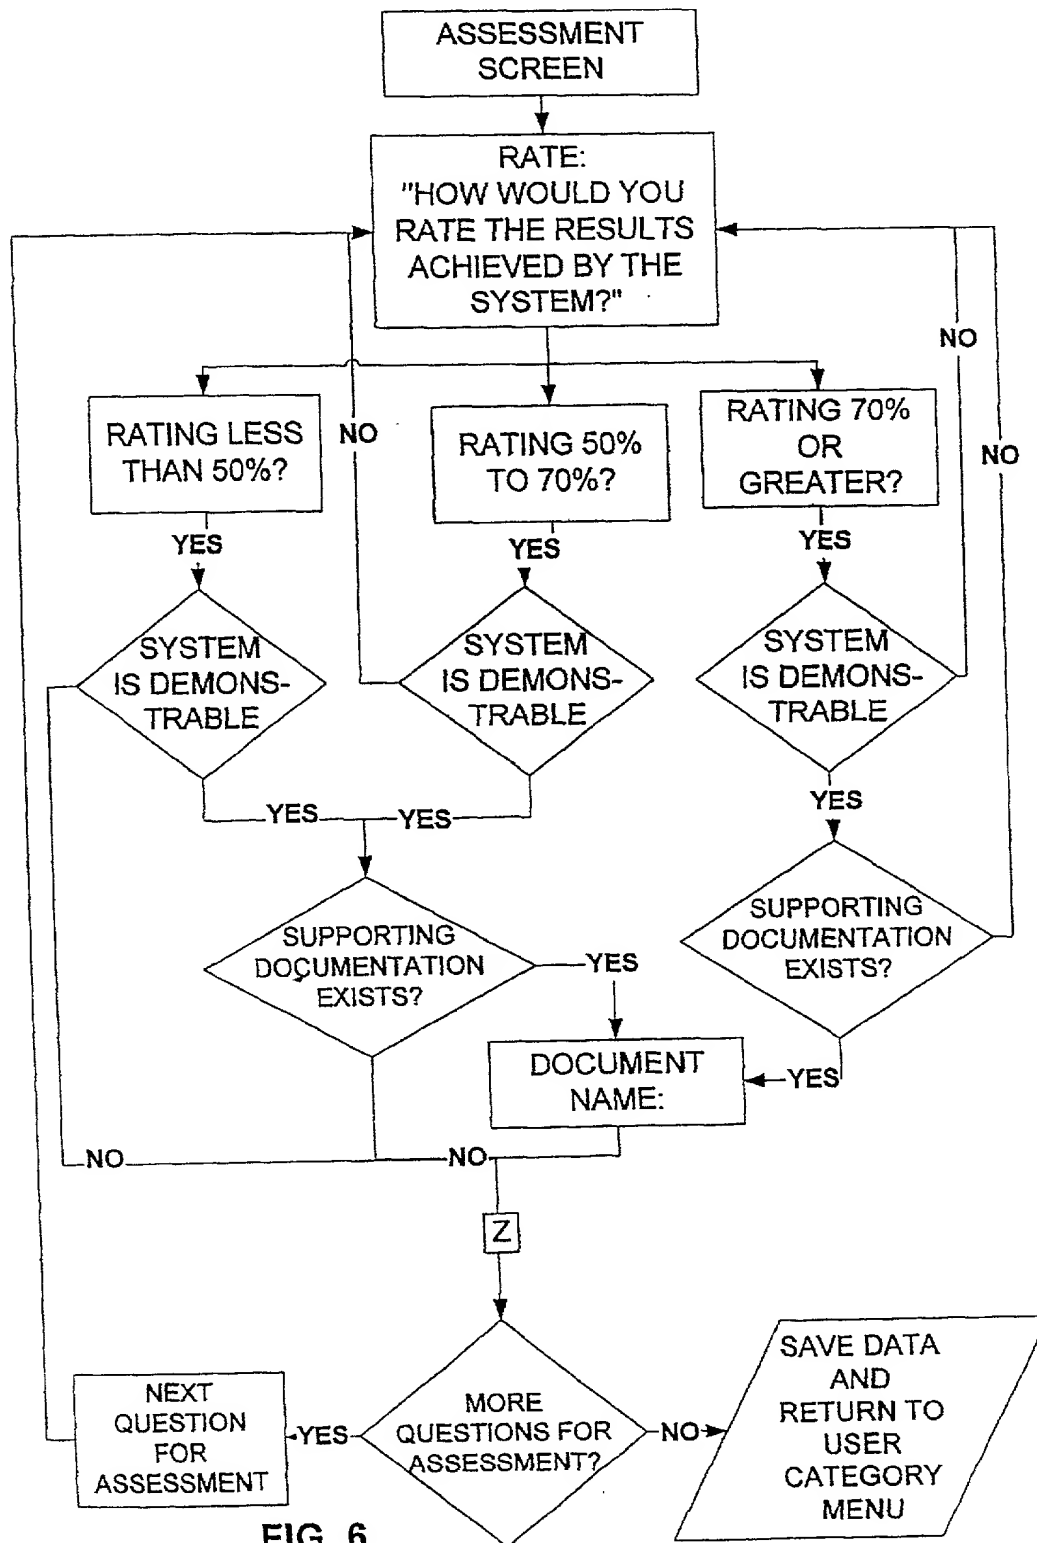 ASSESSMENT
SCREEN
RATE:
"HOW WOULD YOU
RATE THE RESULTS
ACHIEVED BY THE
SYSTEM?"
NO
RATING LESS
THAN 50%?
NO
RATING 50%
TO 70%?
RATING 70%
OR
GREATER?
NO
YES
YES
YES
SYSTEM
IS DEMONS-
TRABLE
SYSTEM
IS DEMONS-
TRABLE
SYSTEM
IS DEMONS-
TRABLE
YES
YES
YES
SUPPORTING
DOCUMENTATION
EXISTS?
YES
SUPPORTING
DOCUMENTATION
EXISTS?
DOCUMENT
NAME:
YES
NO
NO
Z
NEXT
QUESTION
FOR
ASSESSMENT
YES
MORE
QUESTIONS FOR
ASSESSMENT?
NO
SAVE DATA
AND
RETURN TO
USER
CATEGORY
MENU
FIG. 6